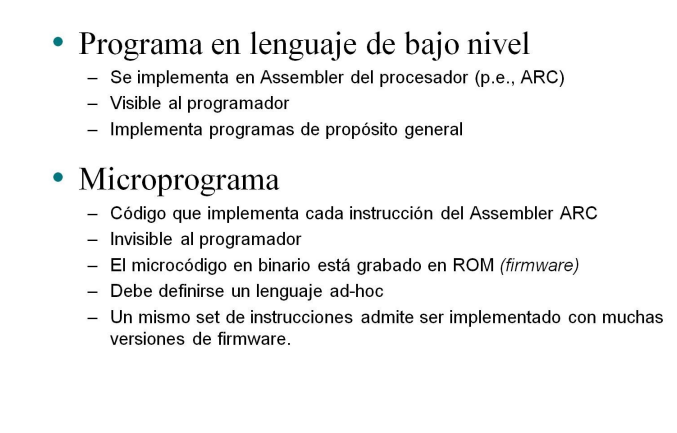 • Programa en lenguaje de bajo nivel
– Se implementa en Assembler del procesador (p.e., ARC)
– Visible al programador
– Implementa programas de propósito general
• Microprograma
– Código que implementa cada instrucción del Assembler ARC
– Invisible al programador
– El microcódigo en binario está grabado en ROM (firmware)
– Debe definirse un lenguaje ad-hoc
– Un mismo set de instrucciones admite ser implementado con muchas
versiones de firmware.